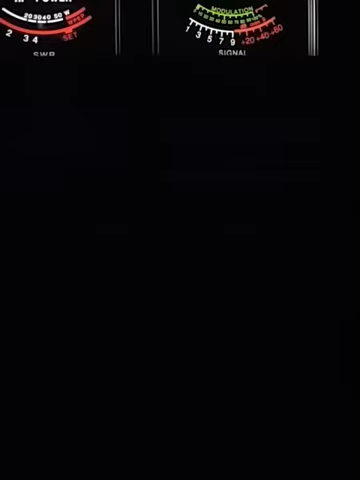 RF POWER
20 30 40 50 W
2 3 4
SET
SWR
MODULATION
1 3 5 7 9 +20 +40 +60
SIGNAL